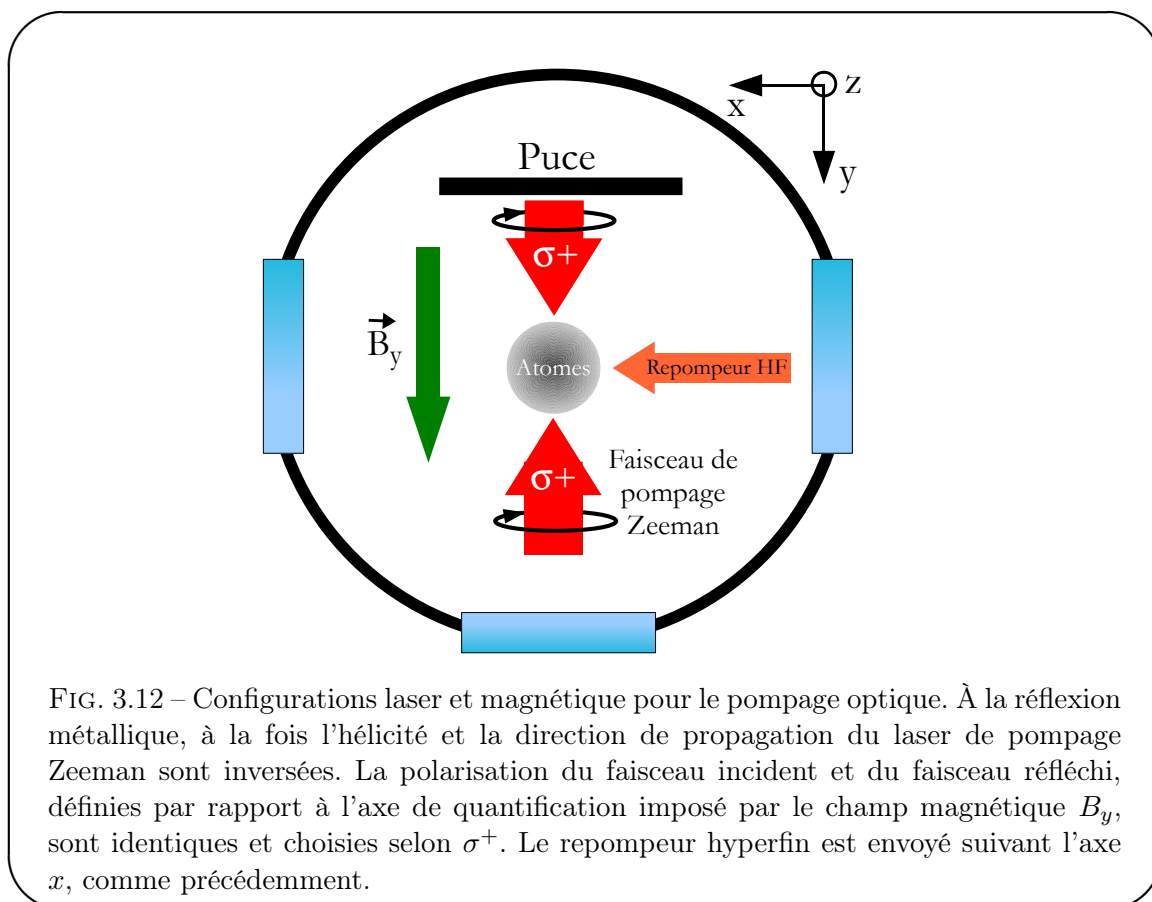 x
z
y
Puce
σ+
B_y
Atomes
Repompeur HF
σ+
Faisceau de
pompage
Zeeman
FIG. 3.12 – Configurations laser et magnétique pour le pompage optique. À la réflexion
métallique, à la fois l'hélicité et la direction de propagation du laser de pompage
Zeeman sont inversées. La polarisation du faisceau incident et du faisceau réfléchi,
définies par rapport à l'axe de quantification imposé par le champ magnétique B_y,
sont identiques et choisies selon σ⁺. Le repompeur hyperfin est envoyé suivant l'axe
x, comme précédemment.